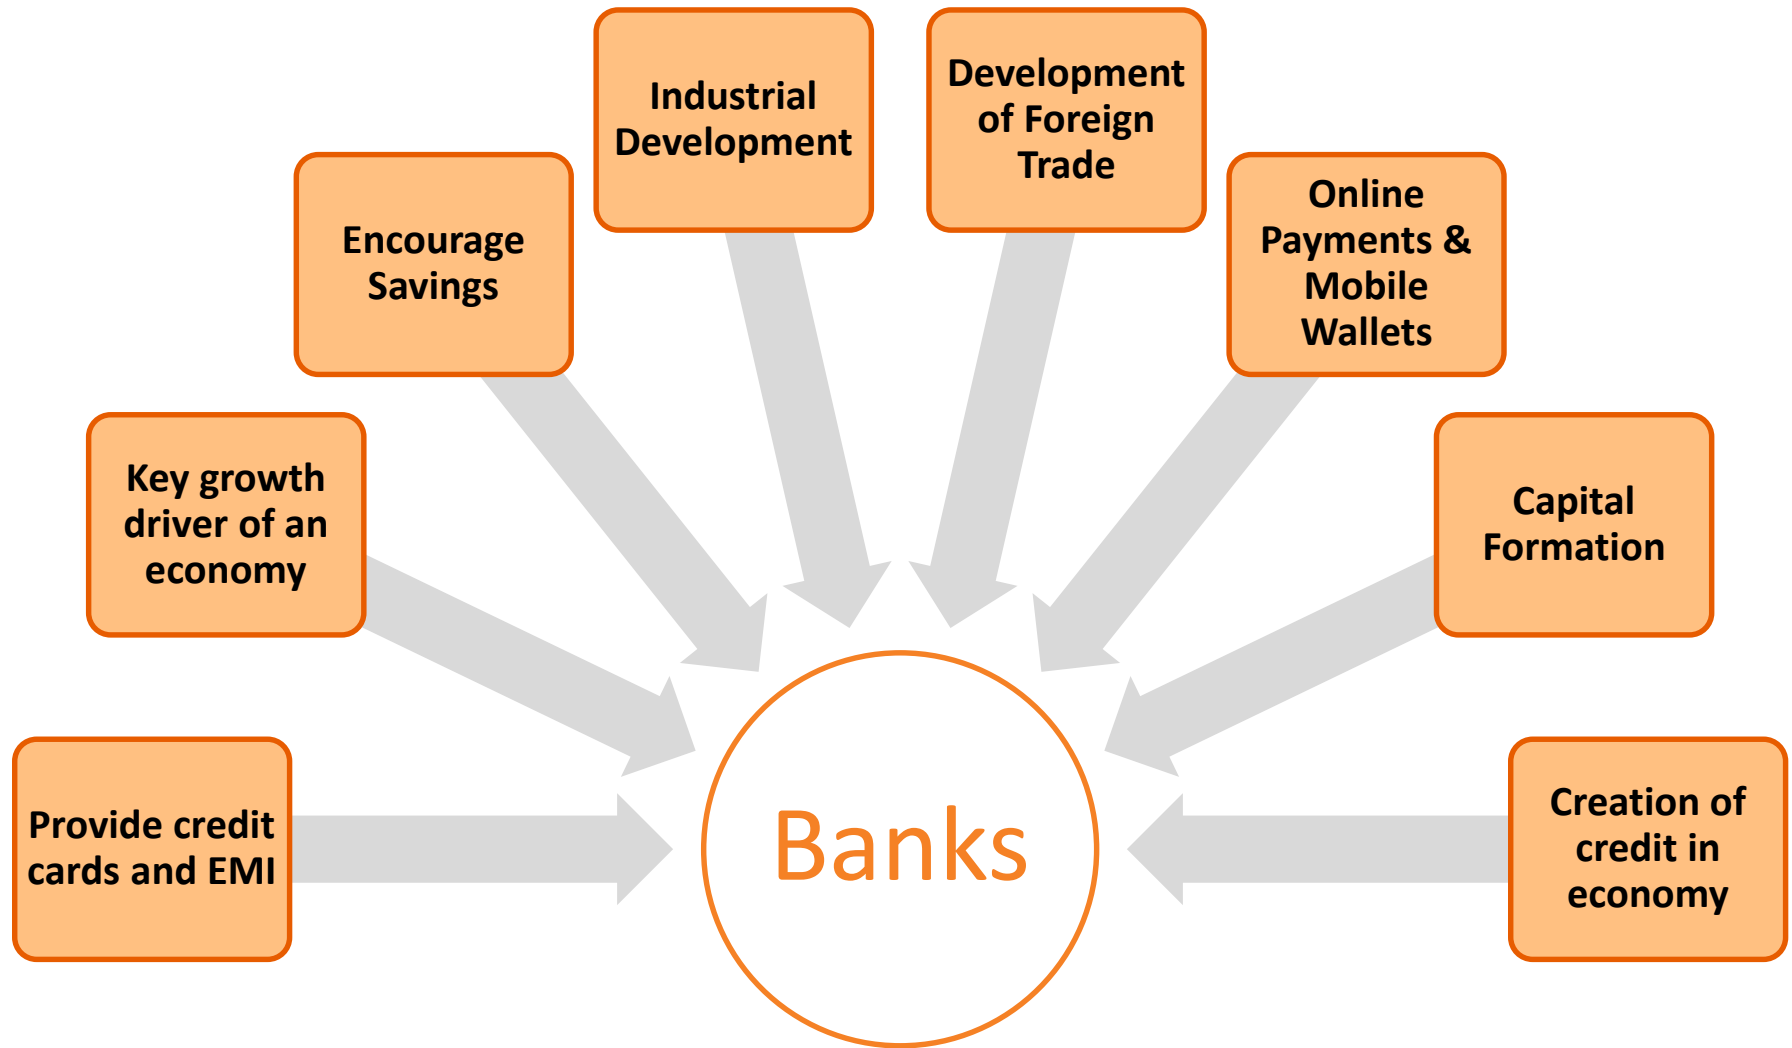 Industrial
Development
Development
of Foreign
Trade
Encourage
Savings
Online
Payments &
Mobile
Wallets
Key growth
driver of an
economy
Capital
Formation
Provide credit
cards and EMI
Banks
Creation of
credit in
economy